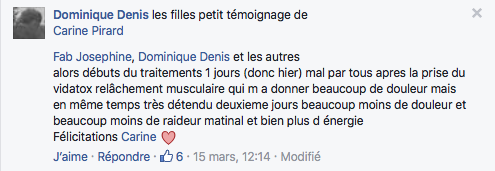 Dominique Denis les filles petit témoignage de
Carine Pirard
Fab Josephine, Dominique Denis et les autres
alors débuts du traitements 1 jours (donc hier) mal par tous apres la prise du
vidatox relâchement musculaire qui m a donner beaucoup de douleur mais
en même temps très détendu deuxieme jours beaucoup moins de douleur et
beaucoup moins de raideur matinal et bien plus d énergie
Félicitations Carine
J'aime · Répondre · 6 · 15 mars, 12:14 · Modifié